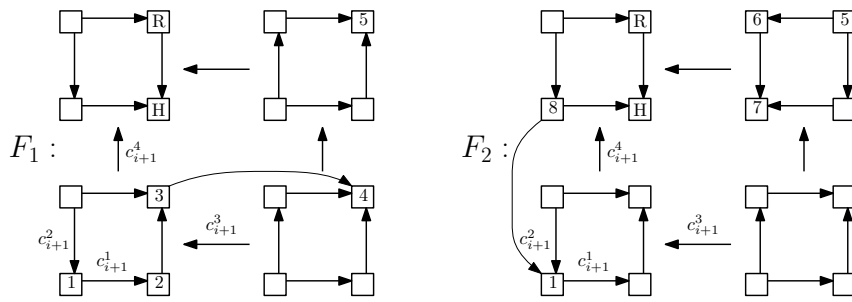 R 5 6 5
R
H 8 H 7
F₁ : c⁴ᵢ₊₁ F₂ : c⁴ᵢ₊₁
3 4
c³ᵢ₊₁ c³ᵢ₊₁
c²ᵢ₊₁ c¹ᵢ₊₁ c²ᵢ₊₁ c¹ᵢ₊₁
1 2 1